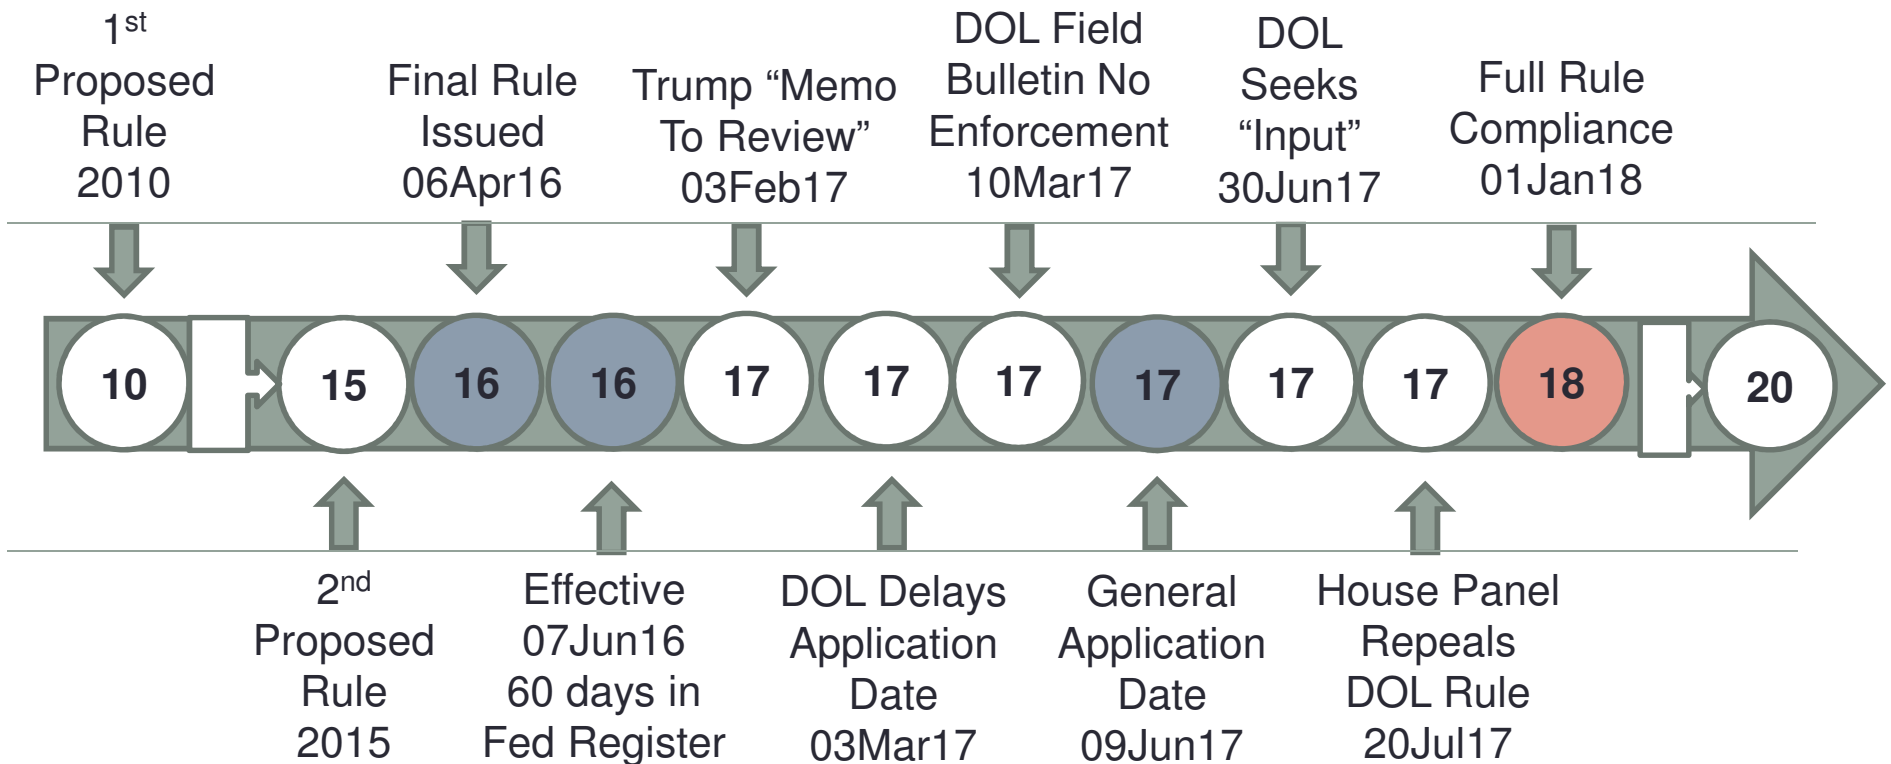 1st
Proposed
Rule
2010
Final Rule
Issued
06Apr16
Trump “Memo
To Review”
03Feb17
DOL Field
Bulletin No
Enforcement
10Mar17
DOL
Seeks
“Input”
30Jun17
Full Rule
Compliance
01Jan18
10
15
16
16
17
17
17
17
17
17
18
20
2nd
Proposed
Rule
2015
Effective
07Jun16
60 days in
Fed Register
DOL Delays
Application
Date
03Mar17
General
Application
Date
09Jun17
House Panel
Repeals
DOL Rule
20Jul17